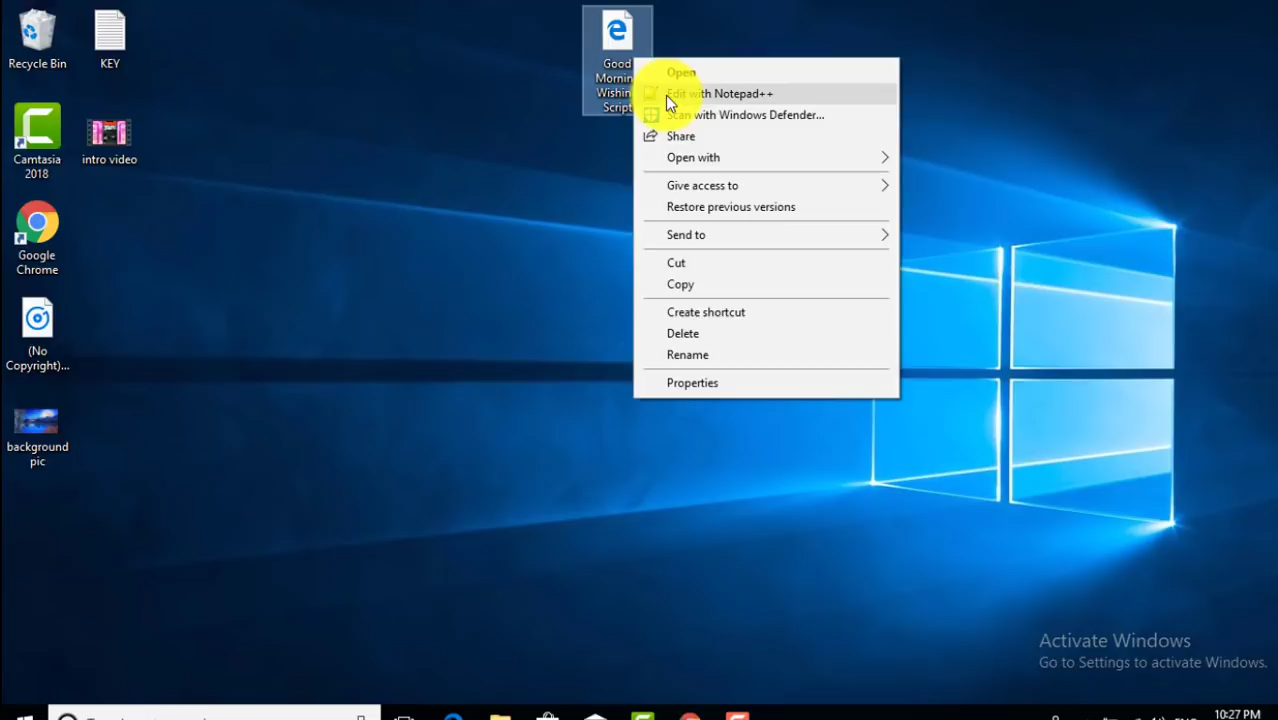 Recycle Bin
KEY
Camtasia
2018
intro video
Google
Chrome
(No
Copyright)...
background
pic
Good
Mornin
Wishin
Script
Open
Edit with Notepad++
Scan with Windows Defender...
Share
Open with
Give access to
Restore previous versions
Send to
Cut
Copy
Create shortcut
Delete
Rename
Properties
Activate Windows
Go to Settings to activate Windows.
10:27 PM